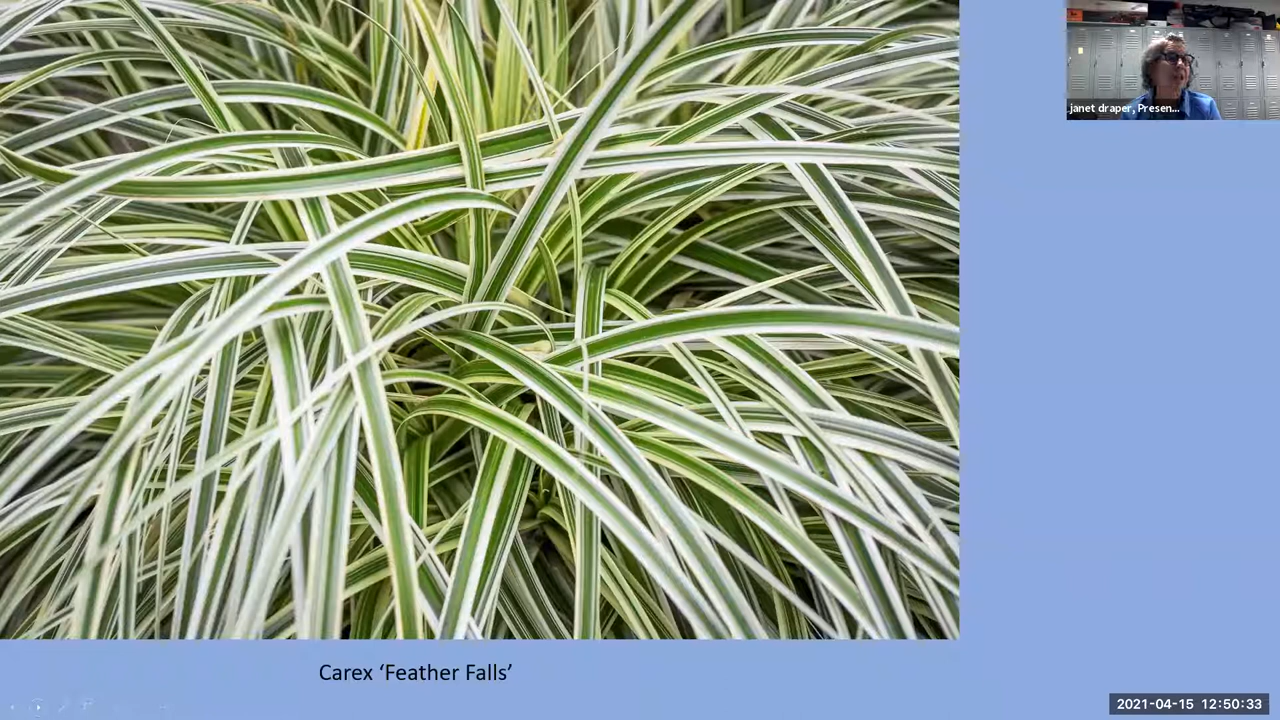 janet draper, Presen...
Carex ‘Feather Falls’
2021-04-15 12:50:33